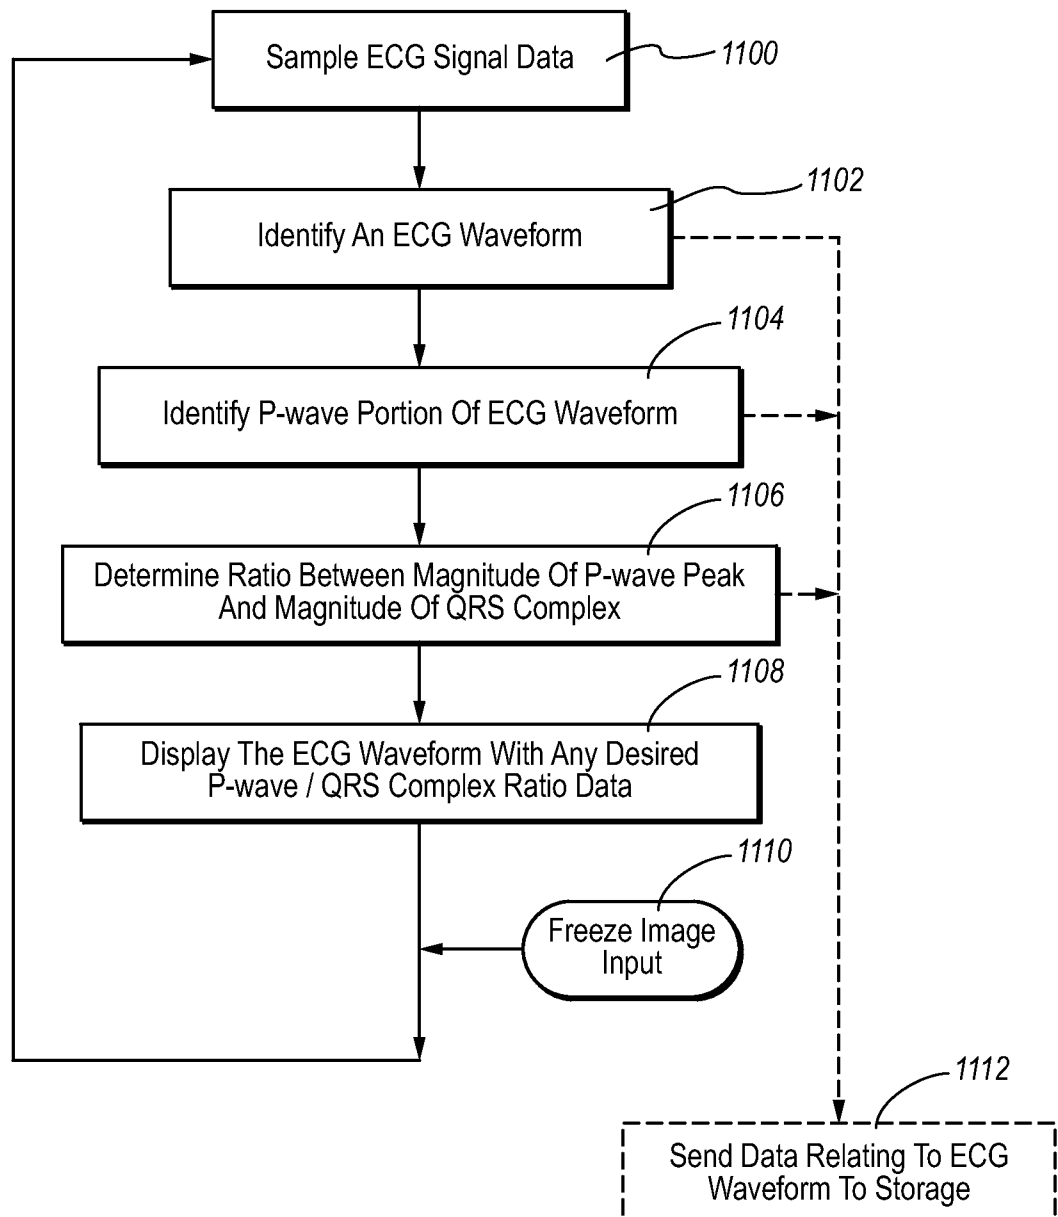 Sample ECG Signal Data
1100
1102
Identify An ECG Waveform
1104
Identify P-wave Portion Of ECG Waveform
1106
Determine Ratio Between Magnitude Of P-wave Peak
And Magnitude Of QRS Complex
1108
Display The ECG Waveform With Any Desired
P-wave / QRS Complex Ratio Data
1110
Freeze Image
Input
1112
Send Data Relating To ECG
Waveform To Storage